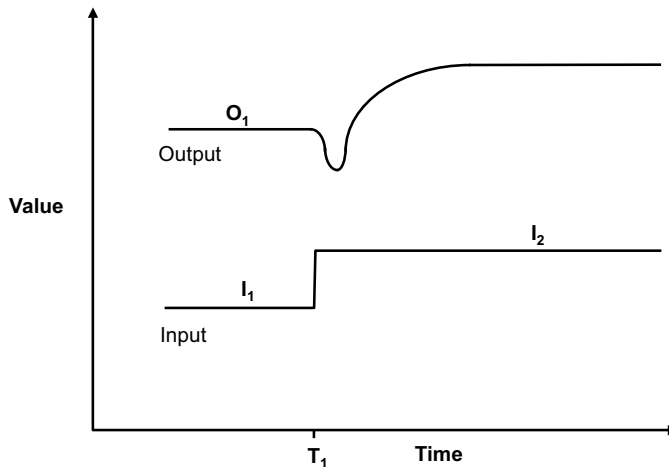 O₁
Output
Value
I₂
I₁
Input
T₁ Time